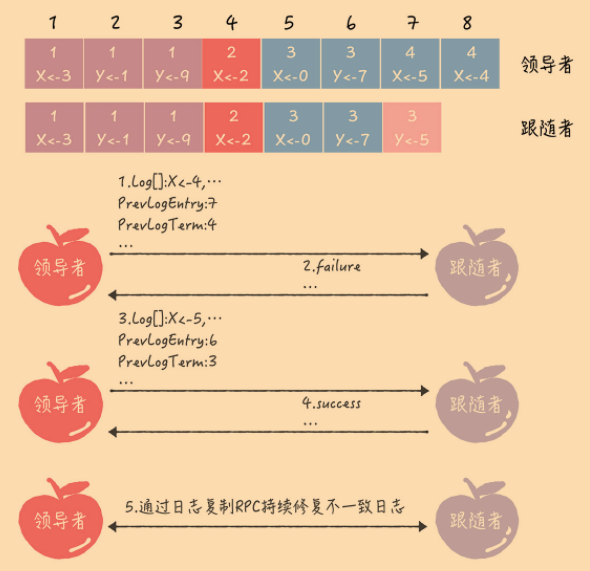 1 2 3 4 5 6 7 8
1 1 1 2 3 3 4 4
X<-3 Y<-1 Y<-9 X<-2 X<-0 Y<-7 X<-5 X<-4
领导者
1 1 1 2 3 3 3
X<-3 Y<-1 Y<-9 X<-2 X<-0 Y<-7 Y<-5
跟随者
1.Log[]:X<-4,…
PrevLogEntry:7
PrevLogTerm:4
…
领导者
2.failure
…
跟随者
3.Log[]:X<-5,…
PrevLogEntry:6
PrevLogTerm:3
…
领导者
4.success
…
跟随者
领导者
5.通过日志复制RPC持续修复不一致日志
跟随者